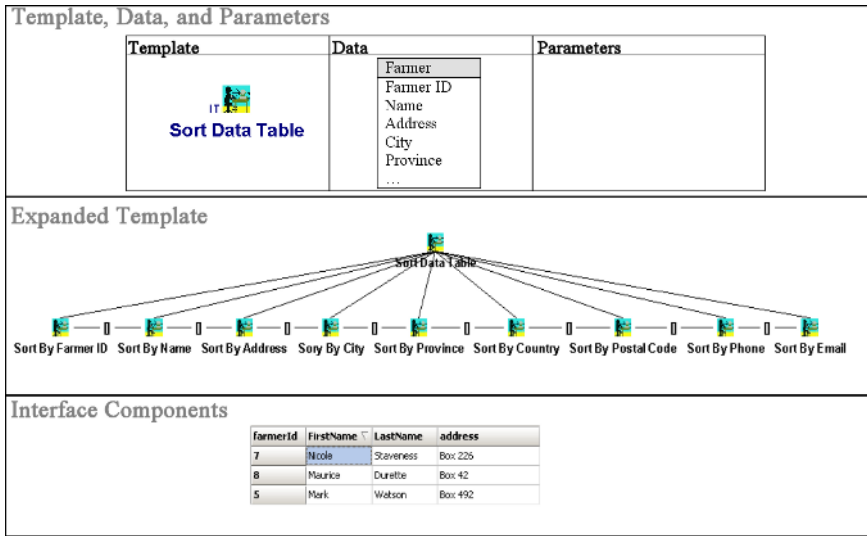 Template, Data, and Parameters
Template Data Parameters
Farmer
Farmer ID
Name
Address
City
Province
...
IT
Sort Data Table
Expanded Template
Sort Data Table
[] [] [] [] [] [] [] []
Sort By Farmer ID Sort By Name Sort By Address Sory By City Sort By Province Sort By Country Sort By Postal Code Sort By Phone Sort By Email
Interface Components
farmerId FirstName LastName address
7 Nicole Staveness Box 226
8 Maurice Durette Box 42
5 Mark Watson Box 492